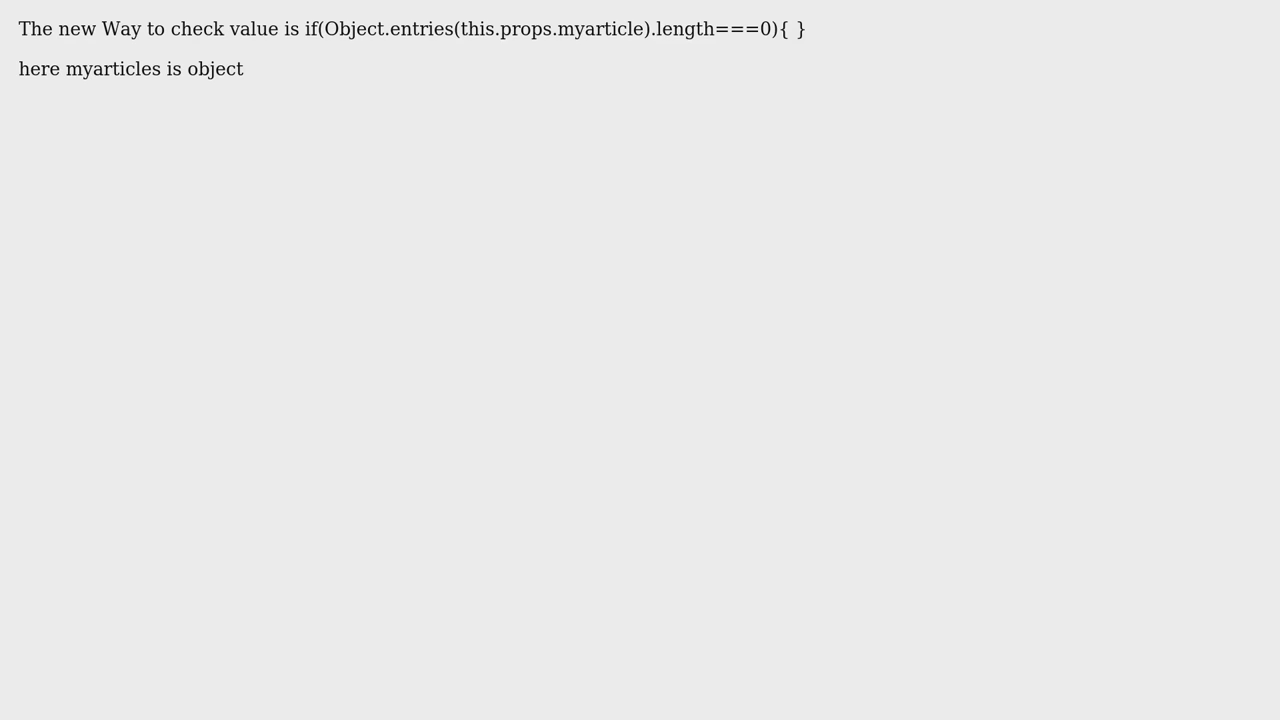 The new Way to check value is if(Object.entries(this.props.myarticle).length===0){ }
here myarticles is object